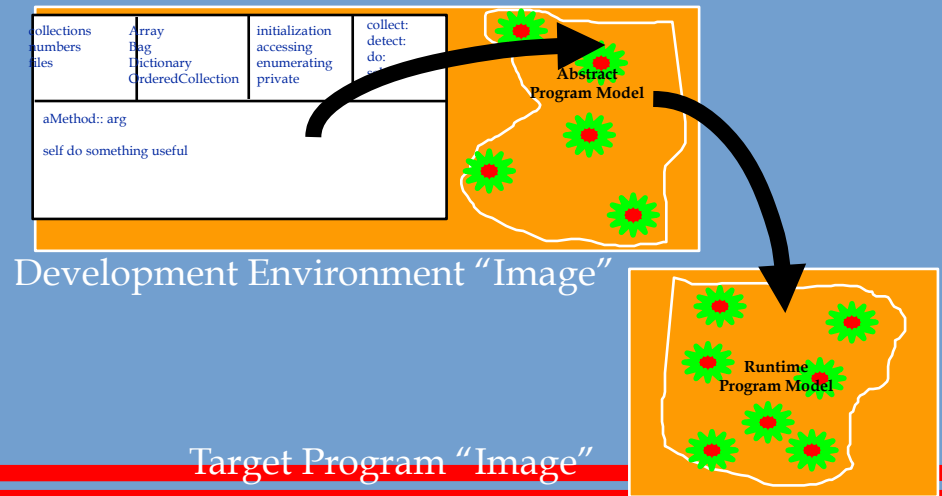 collections
numbers
files
Array
Bag
Dictionary
OrderedCollection
initialization
accessing
enumerating
private
collect:
detect:
do:
aMethod:: arg
self do something useful
Abstract
Program Model
Development Environment “Image”
Runtime
Program Model
Target Program “Image”